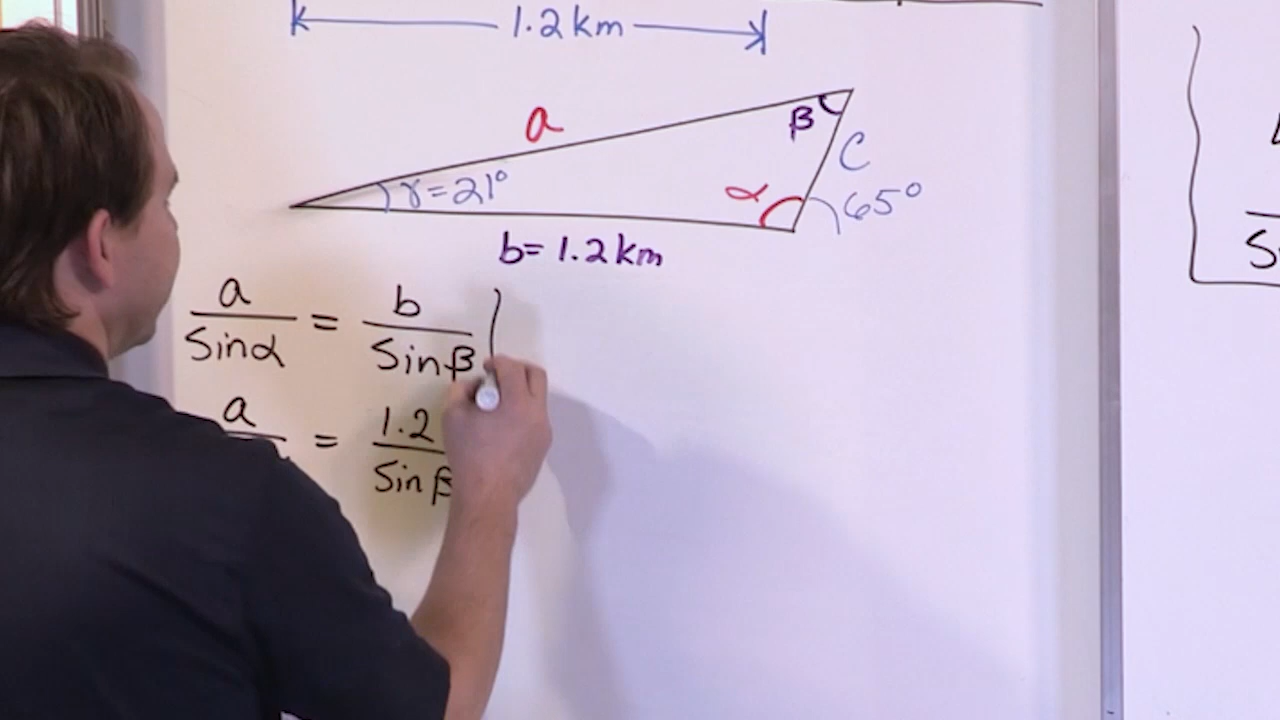 1.2 km
a
β
C
γ = 21°
α
65°
b = 1.2 km
a/Sinα = b/Sinβ
a = 1.2/Sinβ